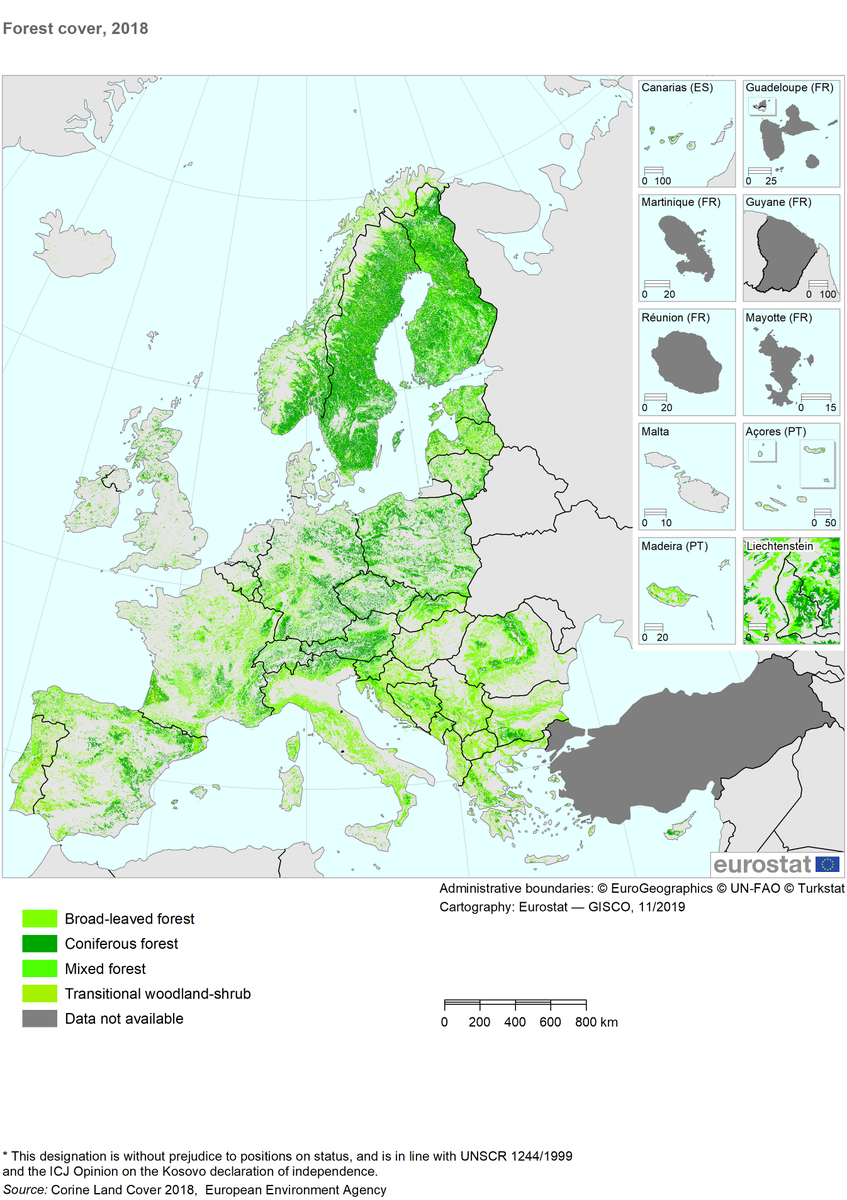 Forest cover, 2018
Canarias (ES)
0 100
Guadeloupe (FR)
0 25
Martinique (FR)
0 20
Guyane (FR)
0 100
Réunion (FR)
0 20
Mayotte (FR)
0 15
Malta
0 10
Açores (PT)
0 50
Madeira (PT)
0 20
Liechtenstein
0 5
eurostat
Administrative boundaries: © EuroGeographics © UN-FAO © Turkstat
Cartography: Eurostat — GISCO, 11/2019
Broad-leaved forest
Coniferous forest
Mixed forest
Transitional woodland-shrub
Data not available
0 200 400 600 800 km
* This designation is without prejudice to positions on status, and is in line with UNSCR 1244/1999
and the ICJ Opinion on the Kosovo declaration of independence.
Source: Corine Land Cover 2018, European Environment Agency